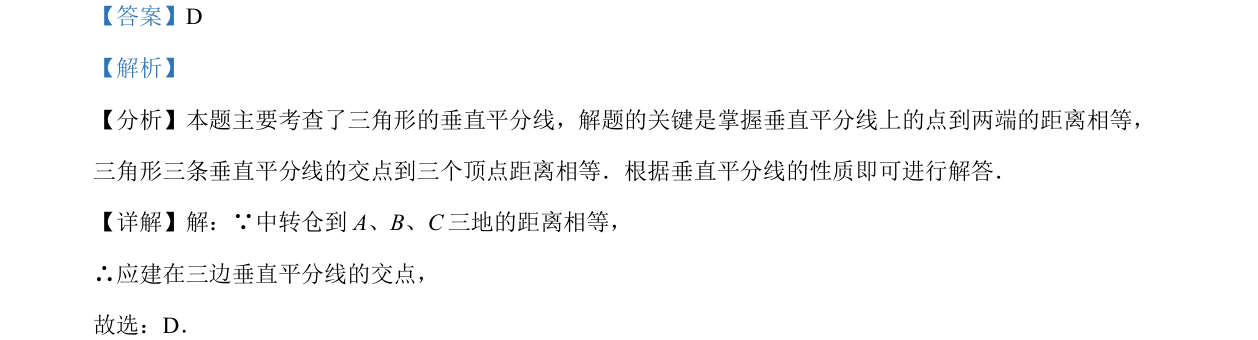 【答案】D
【解析】
【分析】本题主要考查了三角形的垂直平分线，解题的关键是掌握垂直平分线上的点到两端的距离相等，
三角形三条垂直平分线的交点到三个顶点距离相等．根据垂直平分线的性质即可进行解答．
【详解】解：∵中转仓到 A、B、C 三地的距离相等，
∴应建在三边垂直平分线的交点，
故选：D．